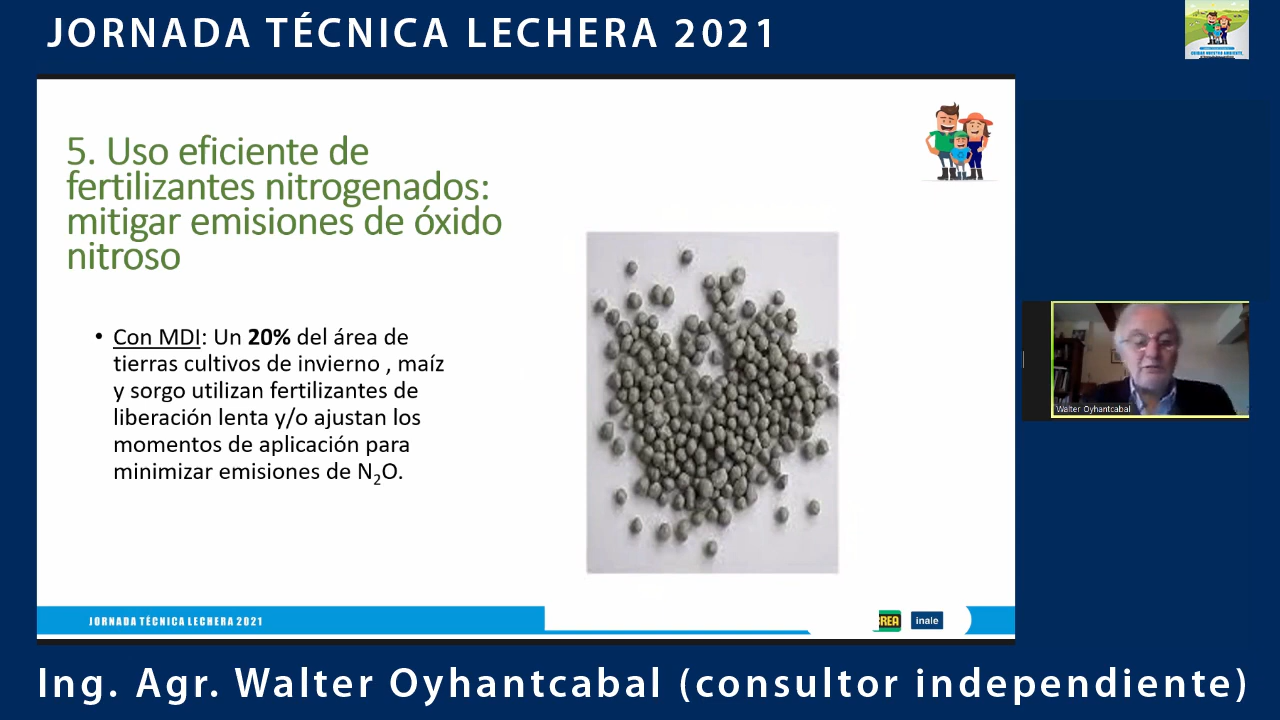 JORNADA TÉCNICA LECHERA 2021
5. Uso eficiente de
fertilizantes nitrogenados:
mitigar emisiones de óxido
nitroso
• Con MDI: Un 20% del área de
tierras cultivos de invierno , maíz
y sorgo utilizan fertilizantes de
liberación lenta y/o ajustan los
momentos de aplicación para
minimizar emisiones de N₂O.
Walter Oyhantcabal
JORNADA TÉCNICA LECHERA 2021
REA
inale
Ing. Agr. Walter Oyhantcabal (consultor independiente)